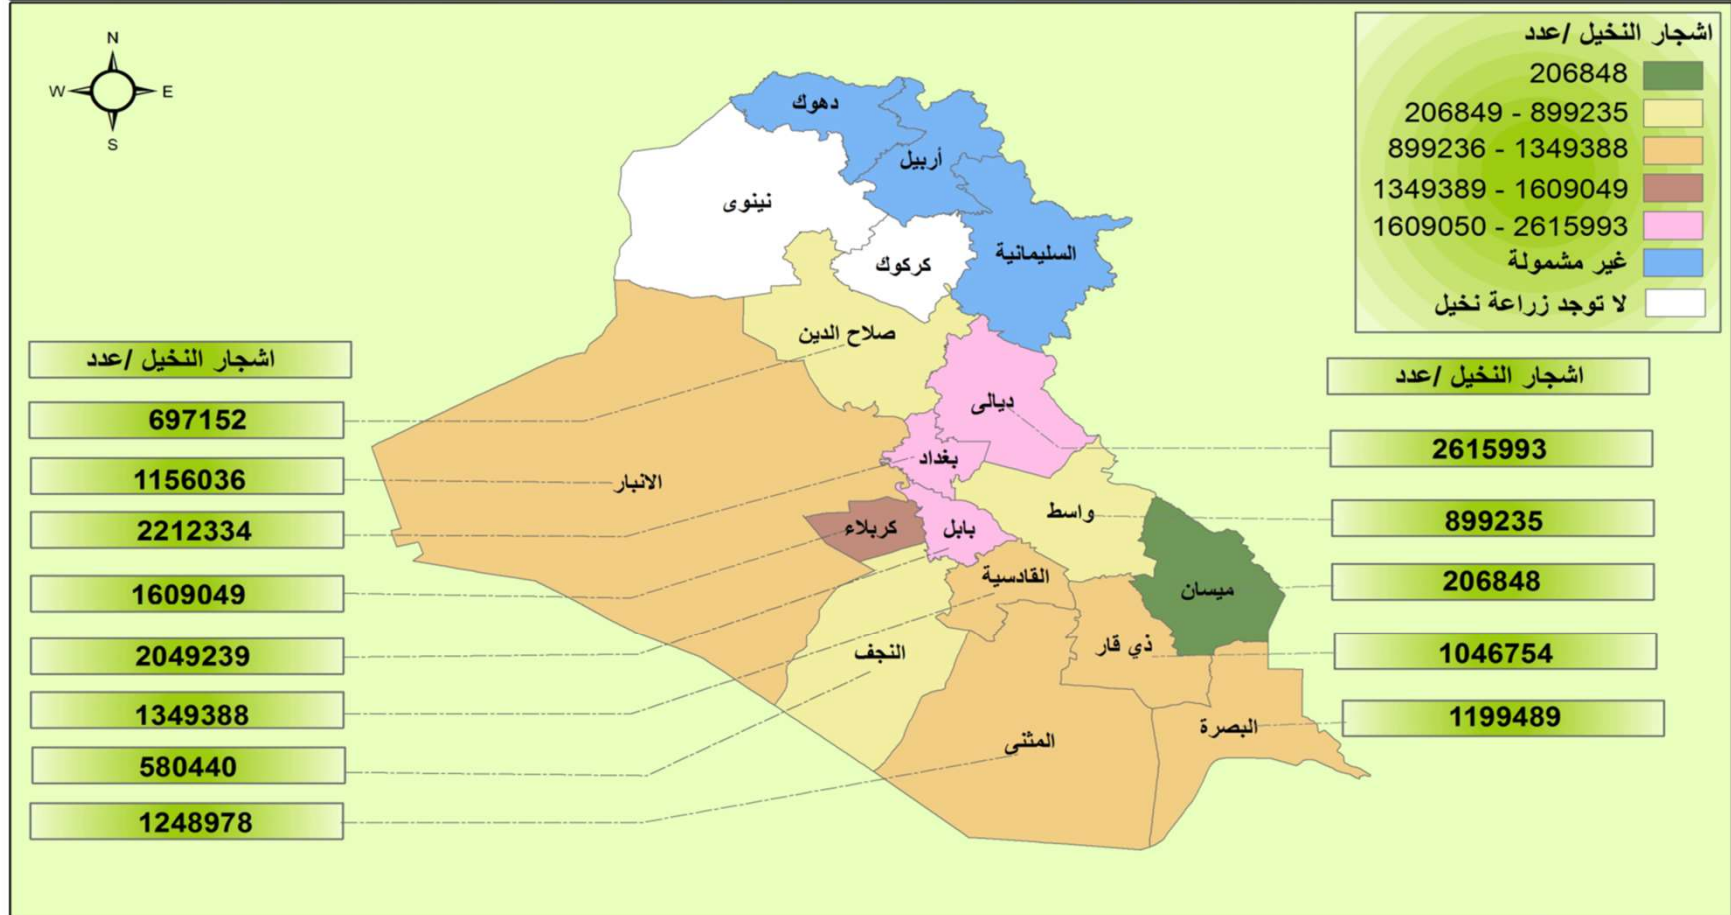 N
W E
S
اشجار النخيل /عدد
206848
206849 - 899235
899236 - 1349388
1349389 - 1609049
1609050 - 2615993
غير مشمولة
لا توجد زراعة نخيل
دهوك
أربيل
نينوى
السليمانية
كركوك
صلاح الدين
ديالى
بغداد
الانبار
واسط
كربلاء
بابل
القادسية
ميسان
ذي قار
النجف
البصرة
المثنى
اشجار النخيل /عدد
2615993
899235
206848
1046754
1199489
اشجار النخيل /عدد
697152
1156036
2212334
1609049
2049239
1349388
580440
1248978